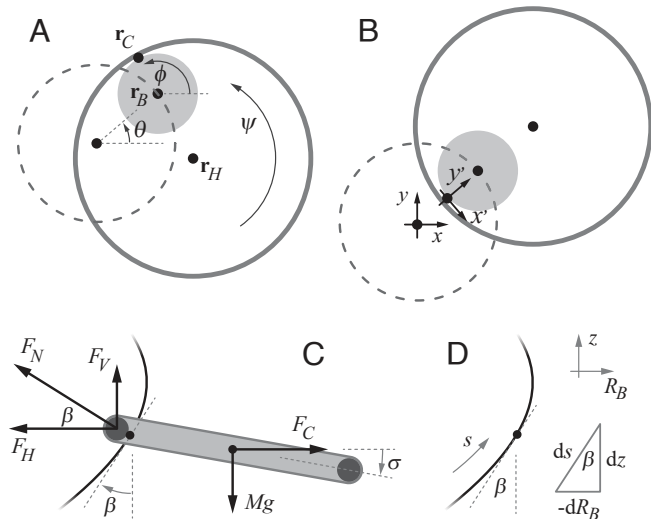 A
r_C
r_B
ϕ
θ
ψ
r_H
B
y
x
y'
x'
C
F_N
F_V
β
F_H
F_C
σ
Mg
β
D
z
R_B
s
β
ds
β
dz
-dR_B